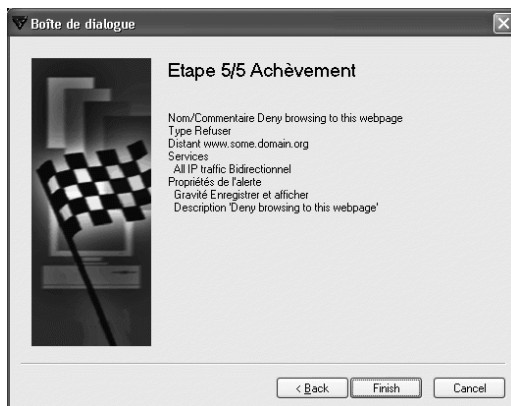 Boîte de dialogue
Etape 5/5 Achèvement
Nom/Commentaire Deny browsing to this webpage
Type Refuser
Distant www.some.domain.org
Services
All IP traffic Bidirectionnel
Propriétés de l'alerte
Gravité Enregistrer et afficher
Description 'Deny browsing to this webpage'
< Back Finish Cancel